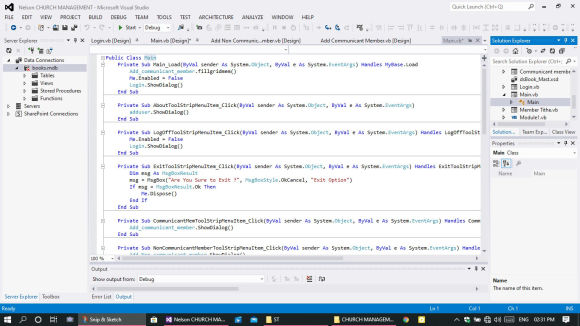 Nelson CHURCH MANAGEMENT - Microsoft Visual Studio
Quick Launch (Ctrl+Q)
FILE EDIT VIEW PROJECT BUILD DEBUG TEAM TOOLS TEST ARCHITECTURE ANALYZE WINDOW HELP
Start Debug
Server Explorer
Data Connections
books.mdb
Tables
Views
Stored Procedures
Functions
Servers
SharePoint Connections
Login.vb [Design] Main.vb [Design]* Add Non Communic...mber.vb [Design] Add Communicant Member.vb [Design] Main.vb*
Public Class Main
Private Sub Main_Load(ByVal sender As System.Object, ByVal e As System.EventArgs) Handles MyBase.Load
Add_communicant_member.fillgridmem()
Me.Enabled = False
Login.ShowDialog()
End Sub
Private Sub AboutToolStripMenuItem_Click(ByVal sender As System.Object, ByVal e As System.EventArgs)
adduser.ShowDialog()
End Sub
Private Sub LogOffToolStripMenuItem_Click(ByVal sender As System.Object, ByVal e As System.EventArgs) Handles LogOffToolSt
Me.Enabled = False
Login.ShowDialog()
End Sub
Private Sub ExitToolStripMenuItem_Click(ByVal sender As System.Object, ByVal e As System.EventArgs) Handles ExitToolStripM
Dim msg As MsgBoxResult
msg = MsgBox("Are You Sure to Exit ?", MsgBoxStyle.OkCancel, "Exit Option")
If msg = MsgBoxResult.Ok Then
Me.Dispose()
End If
End Sub
Private Sub CommunicantMemToolStripMenuItem_Click(ByVal sender As System.Object, ByVal e As System.EventArgs) Handles Comm
Add_communicant_member.ShowDialog()
End Sub
Private Sub NonCommunicantMemberToolStripMenuItem_Click(ByVal sender As System.Object, ByVal e As System.EventArgs) Handle
100 %
Output
Show output from: Debug
Server Explorer Toolbox
Error List Output
Solution Explorer
Search Solution Explorer (
Communicant memb
dsBook_Mast.xsd
Login.vb
Main.vb
Main
Member Tithe.vb
Module1.vb
Solution... Team Exp... Class View
Properties
Main Class
Name Main
Name
The name of this item.
Ready Ln 1 Col 1 Ch 1 INS
Snip & Sketch
Nelson CHURCH M...
ST
CHURCH MANAGEM...
02:31 PM